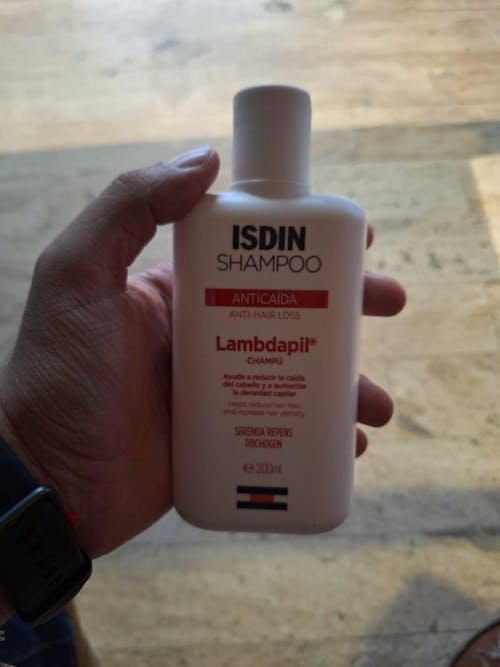 ISDIN
SHAMPOO
ANTICAÍDA
ANTI-HAIR LOSS
Lambdapil®
CHAMPÚ
Ayuda a reducir la caída
del cabello y a aumentar
la densidad capilar
Helps reduce hair loss
and increase hair density
SERENOA REPENS
TRICHOGEN
℮ 200ml